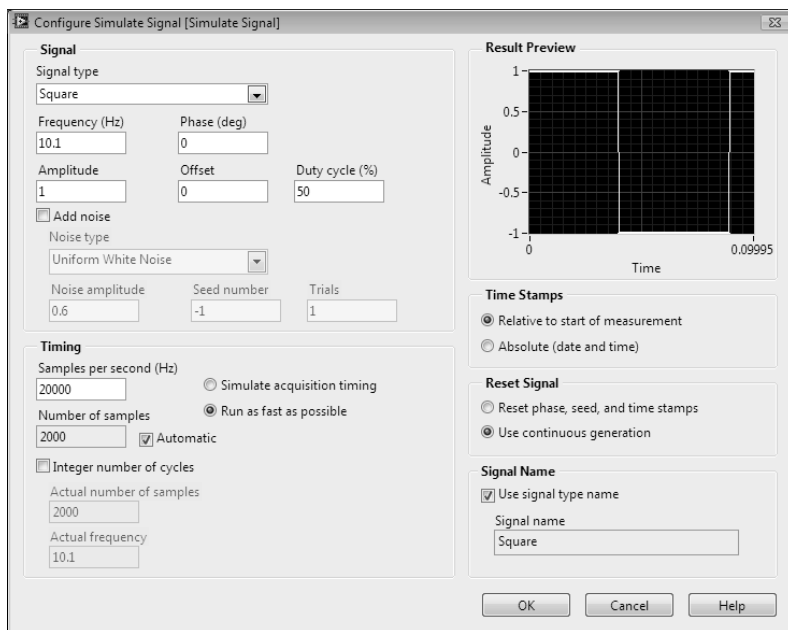 Configure Simulate Signal [Simulate Signal]
Signal
Signal type
Square
Frequency (Hz) Phase (deg)
10.1 0
Amplitude Offset Duty cycle (%)
1 0 50
Add noise
Noise type
Uniform White Noise
Noise amplitude Seed number Trials
0.6 -1 1
Timing
Samples per second (Hz)
20000
Simulate acquisition timing
Run as fast as possible
Number of samples
2000 Automatic
Integer number of cycles
Actual number of samples
2000
Actual frequency
10.1
Result Preview
Amplitude
1
0.5
0
-0.5
-1
0 0.09995
Time
Time Stamps
Relative to start of measurement
Absolute (date and time)
Reset Signal
Reset phase, seed, and time stamps
Use continuous generation
Signal Name
Use signal type name
Signal name
Square
OK Cancel Help